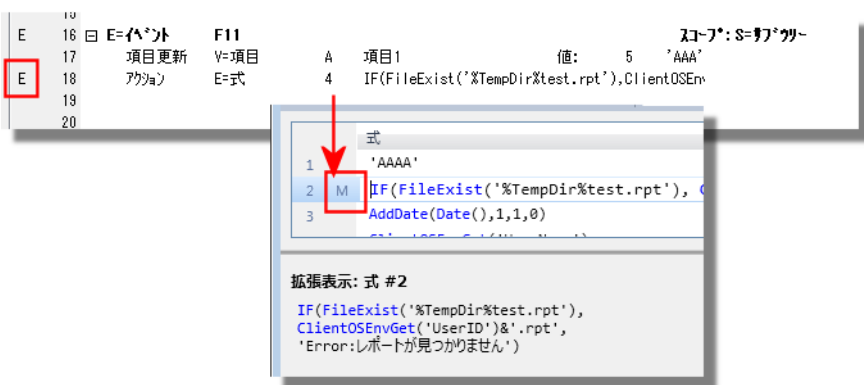 E 16 E=ｲﾍﾞﾝﾄ F11 ｽｺｰﾌﾟ: S=ｻﾌﾞﾂﾘｰ
17 項目更新 V=項目 A 項目1 値: 5 'AAA'
E 18 ｱｸｼｮﾝ E=式 4 IF(FileExist('%TempDir%test.rpt'),ClientOSEnv
19
20
式
1 'AAAA'
2 M IF(FileExist('%TempDir%test.rpt'),
3 AddDate(Date(),1,1,0)
拡張表示: 式 #2
IF(FileExist('%TempDir%test.rpt'),
ClientOSEnvGet('UserID')&'.rpt',
'Error:レポートが見つかりません')